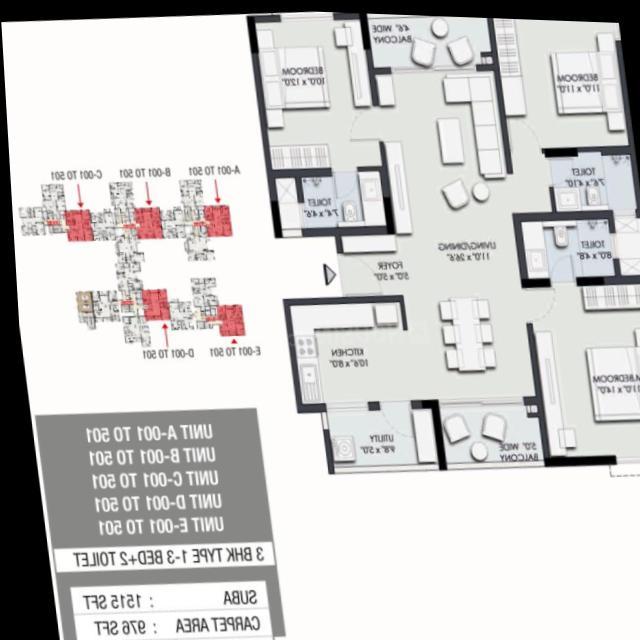 4'6" WIDE
BALCONY
BEDROOM
10'0" x 12'0"
BEDROOM
11'0" x 11'0"
C-001 TO 501
B-001 TO 501
A-001 TO 501
TOILET
7'4" x 4'6"
TOILET
7'6" x 4'10"
LIVING/DINING
11'0" x 26'6"
TOILET
8'0" x 4'8"
FOYER
5'0" x 5'0"
D-001 TO 501
E-001 TO 501
KITCHEN
10'6" x 8'0"
M.BEDROOM
11'0" x 14'0"
UTILITY
9'8" x 5'0"
5'0" WIDE
BALCONY
UNIT A-001 TO 501
UNIT B-001 TO 501
UNIT C-001 TO 501
UNIT D-001 TO 501
UNIT E-001 TO 501
3 BHK TYPE 1-3 BED+2 TOILET
SUBA : 1515 SFT
CARPET AREA : 976 SFT